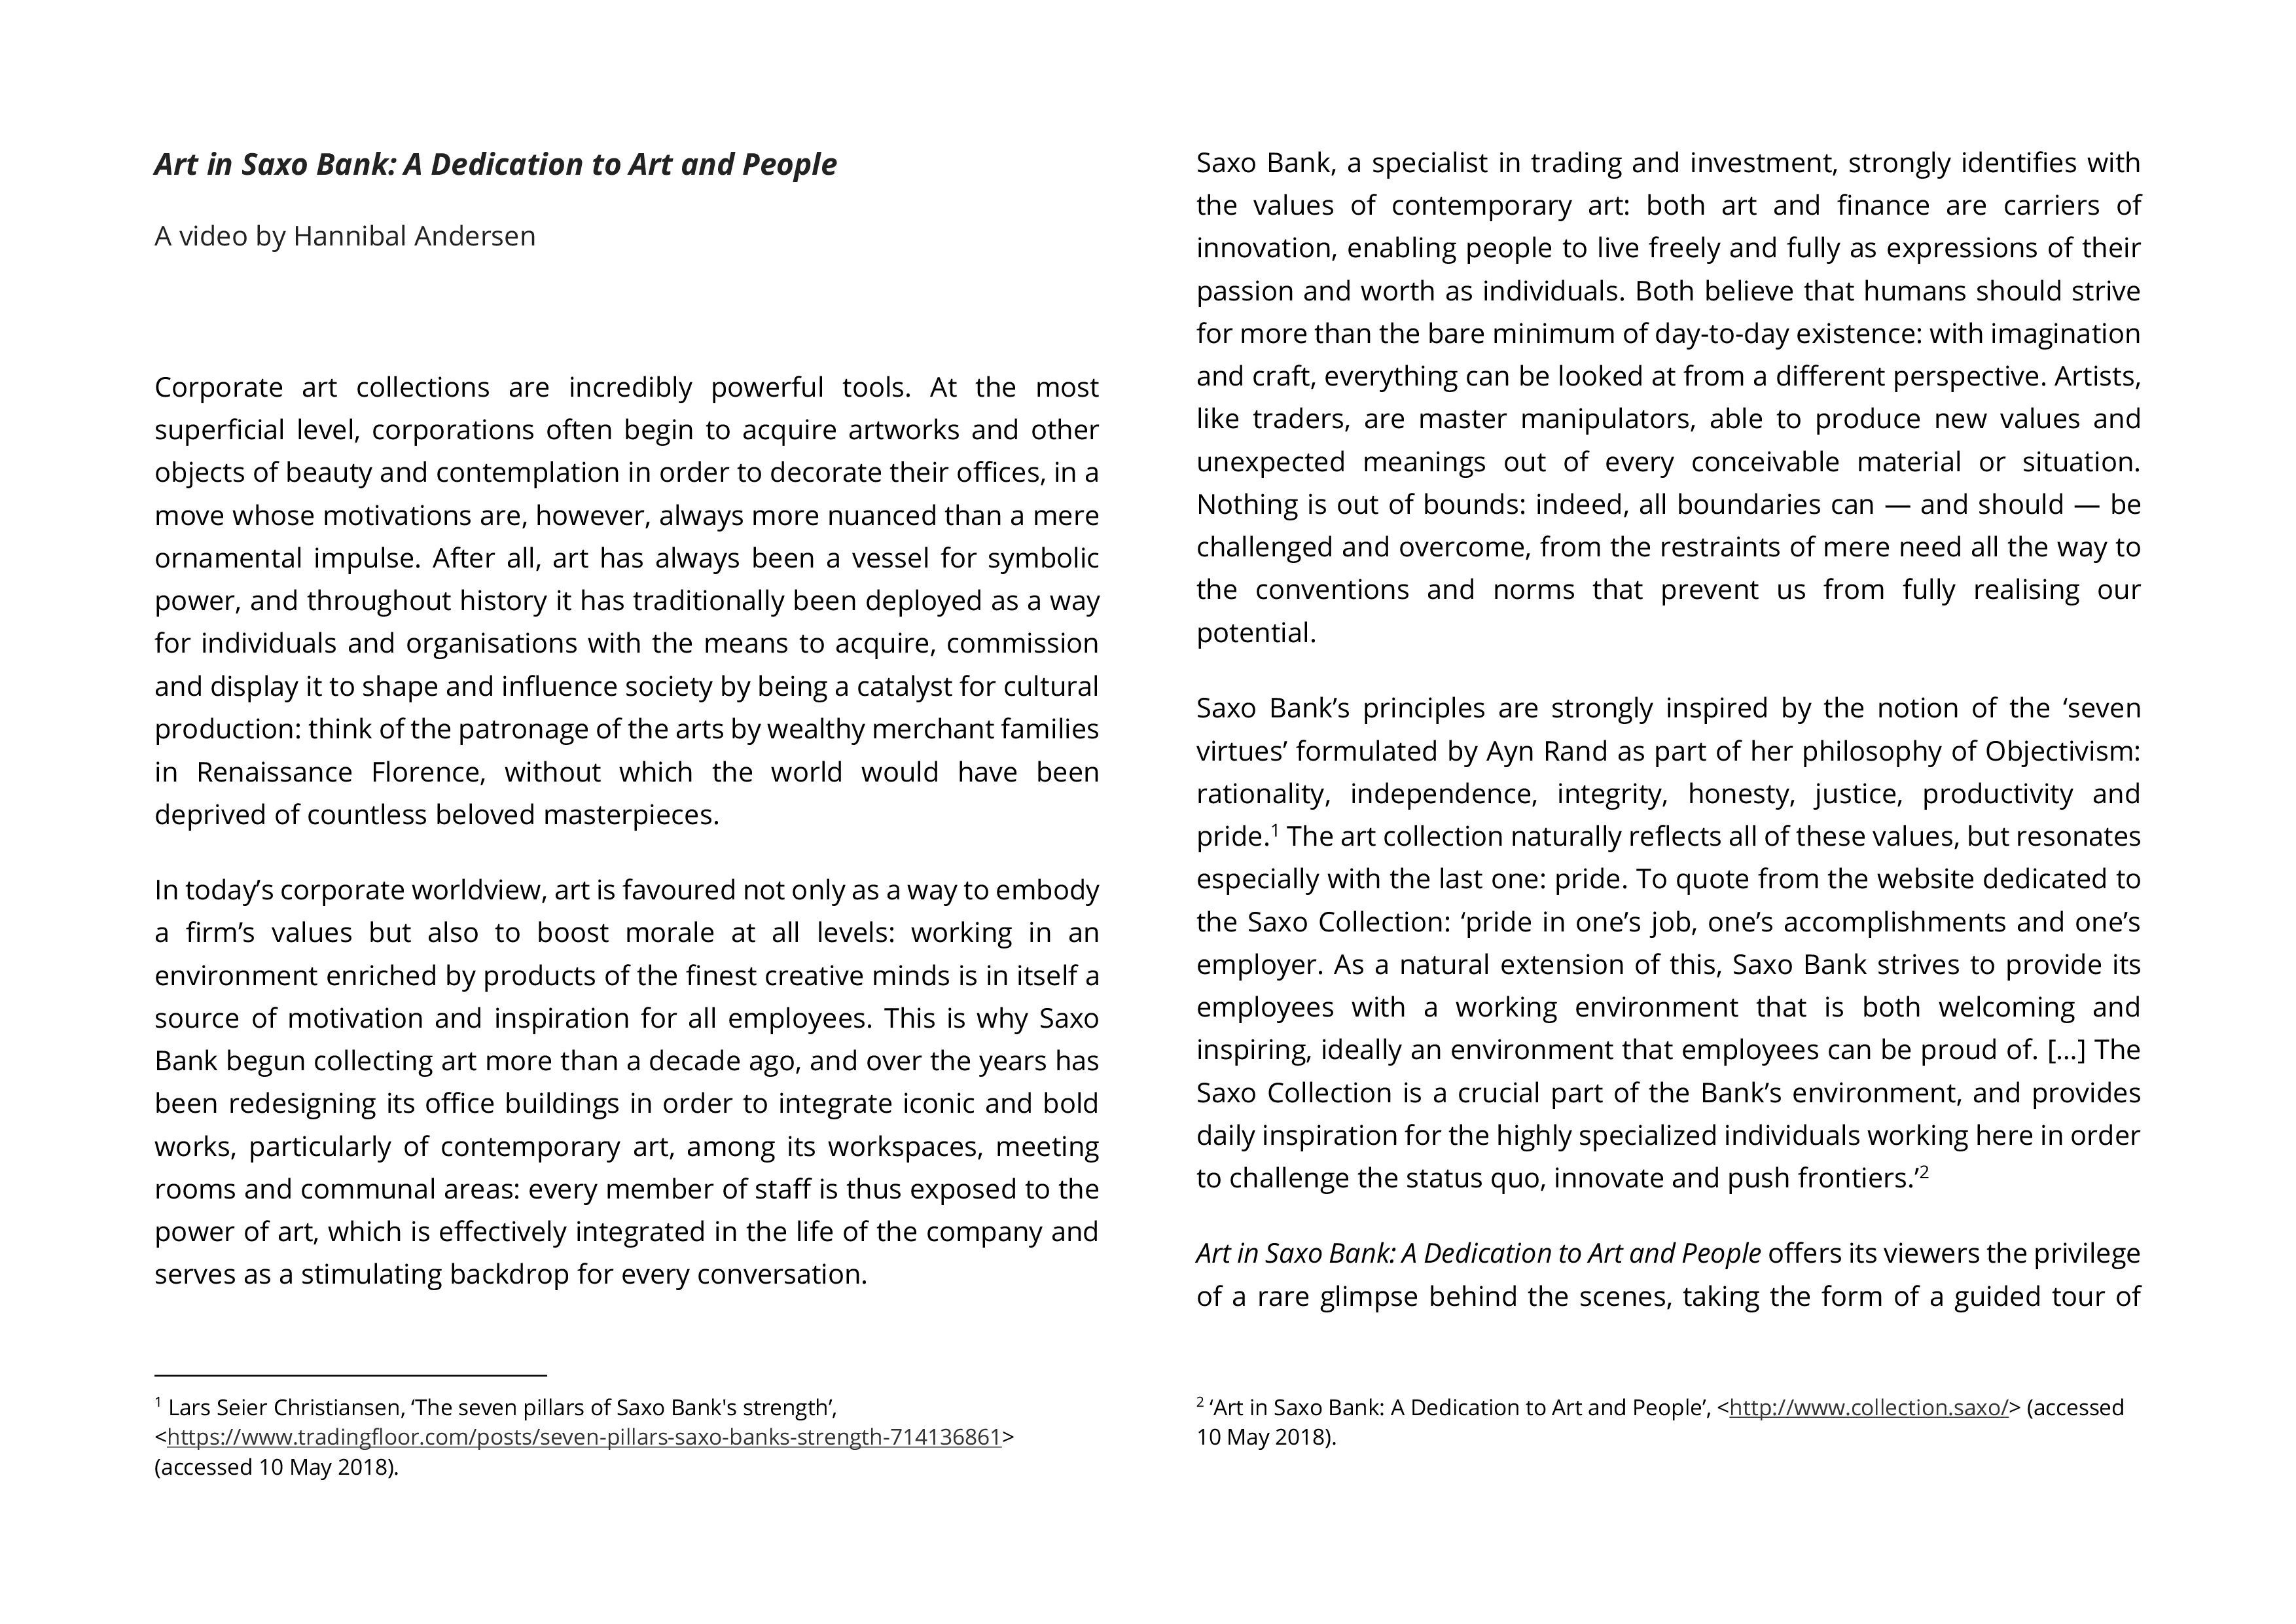 Art in Saxo Bank: A Dedication to Art and People
A video by Hannibal Andersen
Corporate art collections are incredibly powerful tools. At the most
superficial level, corporations often begin to acquire artworks and other
objects of beauty and contemplation in order to decorate their offices, in a
move whose motivations are, however, always more nuanced than a mere
ornamental impulse. After all, art has always been a vessel for symbolic
power, and throughout history it has traditionally been deployed as a way
for individuals and organisations with the means to acquire, commission
and display it to shape and influence society by being a catalyst for cultural
production: think of the patronage of the arts by wealthy merchant families
in Renaissance Florence, without which the world would have been
deprived of countless beloved masterpieces.
In today’s corporate worldview, art is favoured not only as a way to embody
a firm’s values but also to boost morale at all levels: working in an
environment enriched by products of the finest creative minds is in itself a
source of motivation and inspiration for all employees. This is why Saxo
Bank begun collecting art more than a decade ago, and over the years has
been redesigning its office buildings in order to integrate iconic and bold
works, particularly of contemporary art, among its workspaces, meeting
rooms and communal areas: every member of staff is thus exposed to the
power of art, which is effectively integrated in the life of the company and
serves as a stimulating backdrop for every conversation.
¹ Lars Seier Christiansen, ‘The seven pillars of Saxo Bank's strength’,
<https://www.tradingfloor.com/posts/seven-pillars-saxo-banks-strength-714136861>
(accessed 10 May 2018).
Saxo Bank, a specialist in trading and investment, strongly identifies with
the values of contemporary art: both art and finance are carriers of
innovation, enabling people to live freely and fully as expressions of their
passion and worth as individuals. Both believe that humans should strive
for more than the bare minimum of day-to-day existence: with imagination
and craft, everything can be looked at from a different perspective. Artists,
like traders, are master manipulators, able to produce new values and
unexpected meanings out of every conceivable material or situation.
Nothing is out of bounds: indeed, all boundaries can — and should — be
challenged and overcome, from the restraints of mere need all the way to
the conventions and norms that prevent us from fully realising our
potential.
Saxo Bank’s principles are strongly inspired by the notion of the ‘seven
virtues’ formulated by Ayn Rand as part of her philosophy of Objectivism:
rationality, independence, integrity, honesty, justice, productivity and
pride.¹ The art collection naturally reflects all of these values, but resonates
especially with the last one: pride. To quote from the website dedicated to
the Saxo Collection: ‘pride in one’s job, one’s accomplishments and one’s
employer. As a natural extension of this, Saxo Bank strives to provide its
employees with a working environment that is both welcoming and
inspiring, ideally an environment that employees can be proud of. [...] The
Saxo Collection is a crucial part of the Bank’s environment, and provides
daily inspiration for the highly specialized individuals working here in order
to challenge the status quo, innovate and push frontiers.’²
Art in Saxo Bank: A Dedication to Art and People offers its viewers the privilege
of a rare glimpse behind the scenes, taking the form of a guided tour of
² ‘Art in Saxo Bank: A Dedication to Art and People’, <http://www.collection.saxo/> (accessed
10 May 2018).